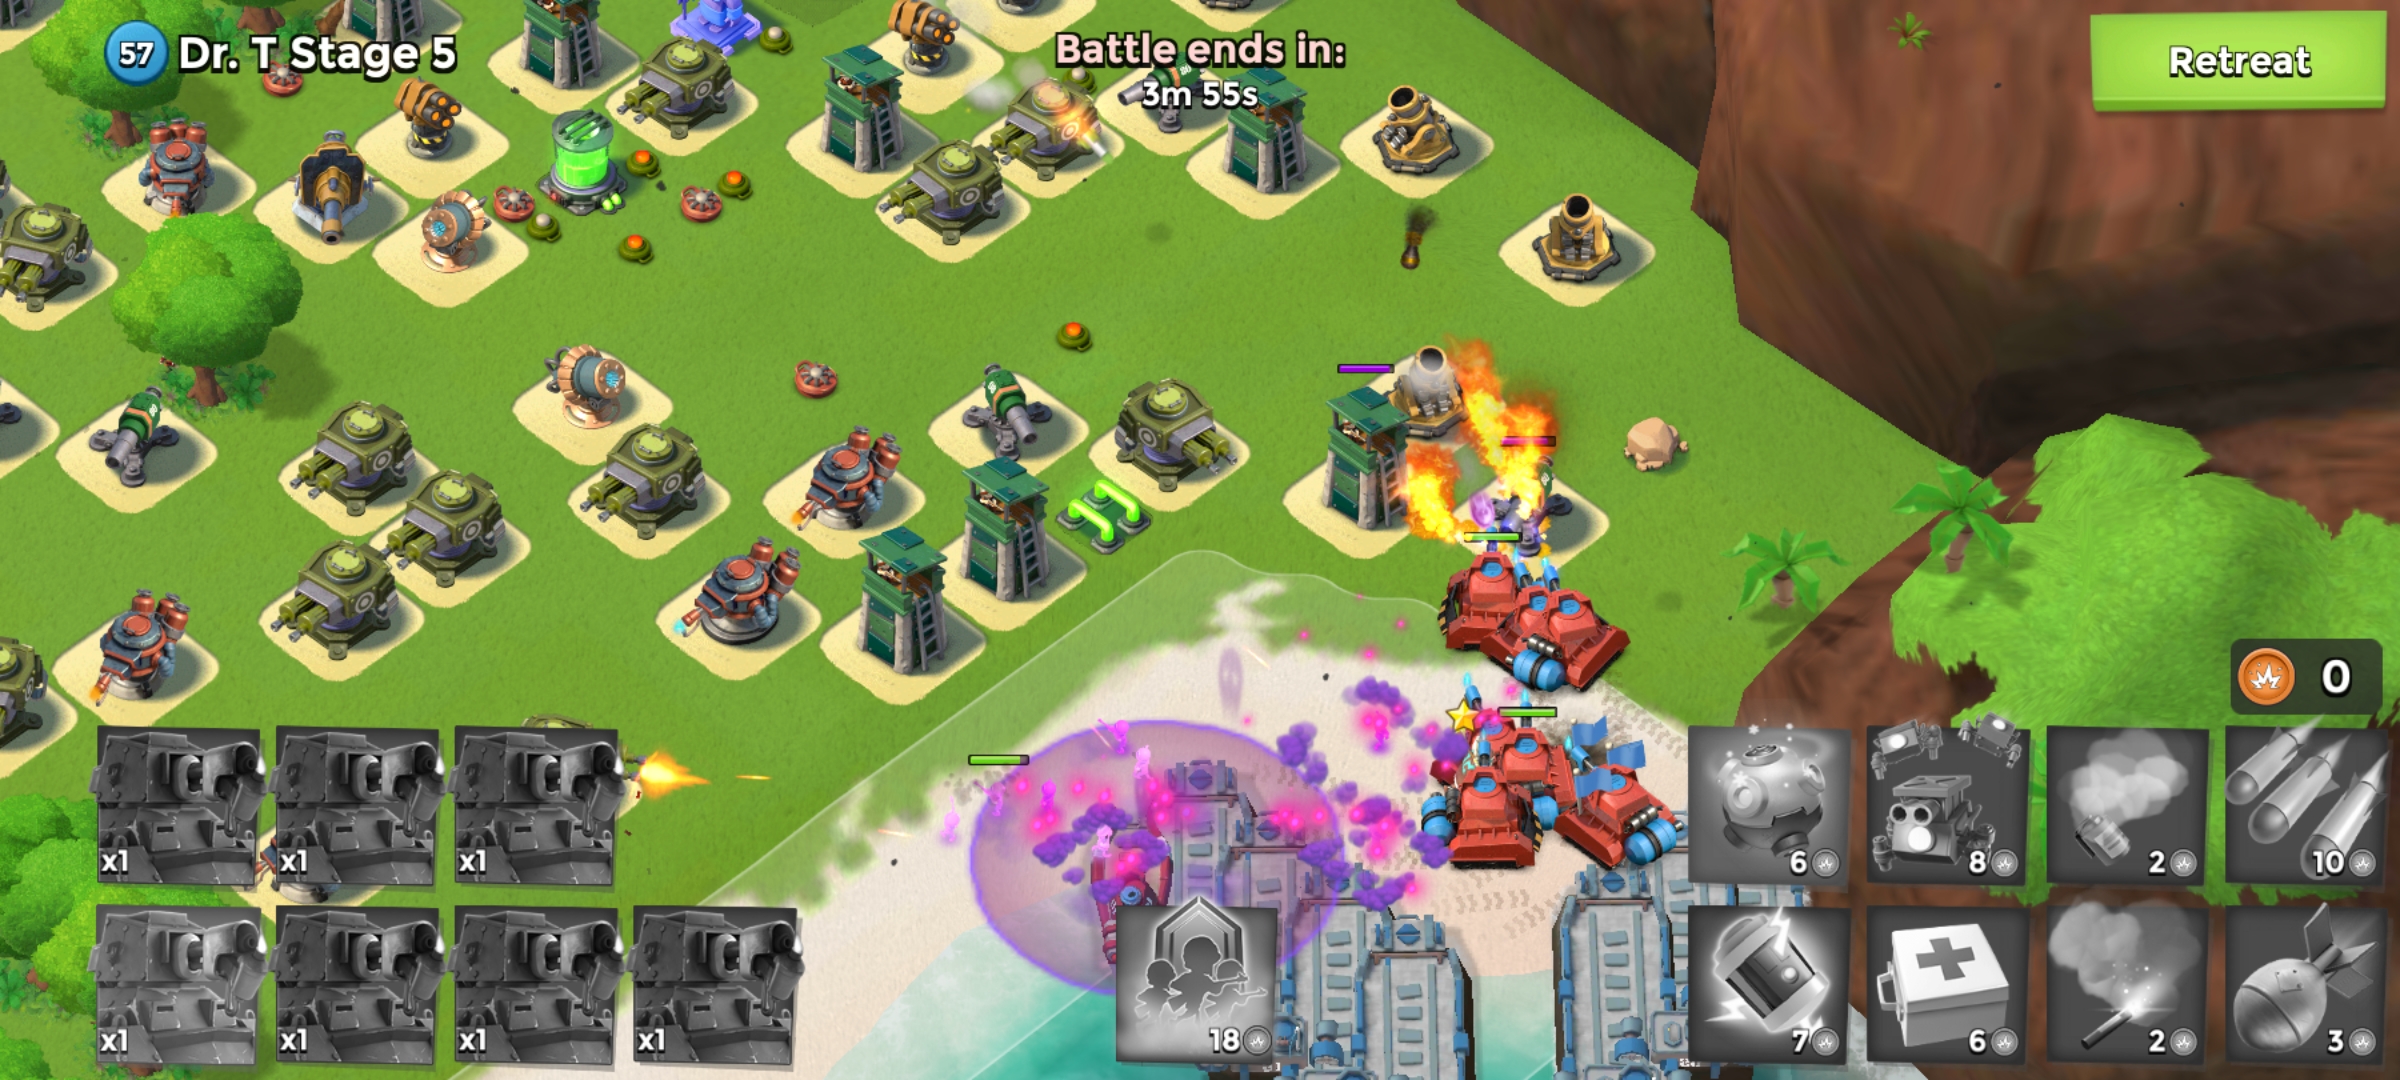 57 Dr. T Stage 5
Battle ends in:
3m 55s
Retreat
0
x1
x1
x1
6
8
2
10
x1
x1
x1
x1
18
7
6
2
3